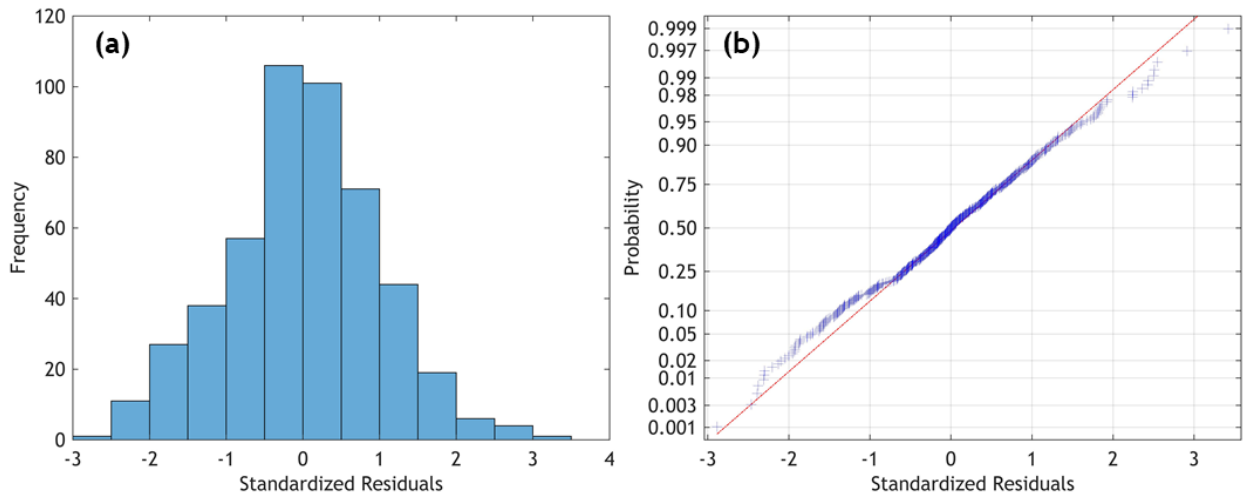 (a)
120
100
80
60
40
20
0
Frequency
-3 -2 -1 0 1 2 3 4
Standardized Residuals
(b)
0.999
0.997
0.99
0.98
0.95
0.90
0.75
0.50
0.25
0.10
0.05
0.02
0.01
0.003
0.001
Probability
-3 -2 -1 0 1 2 3
Standardized Residuals